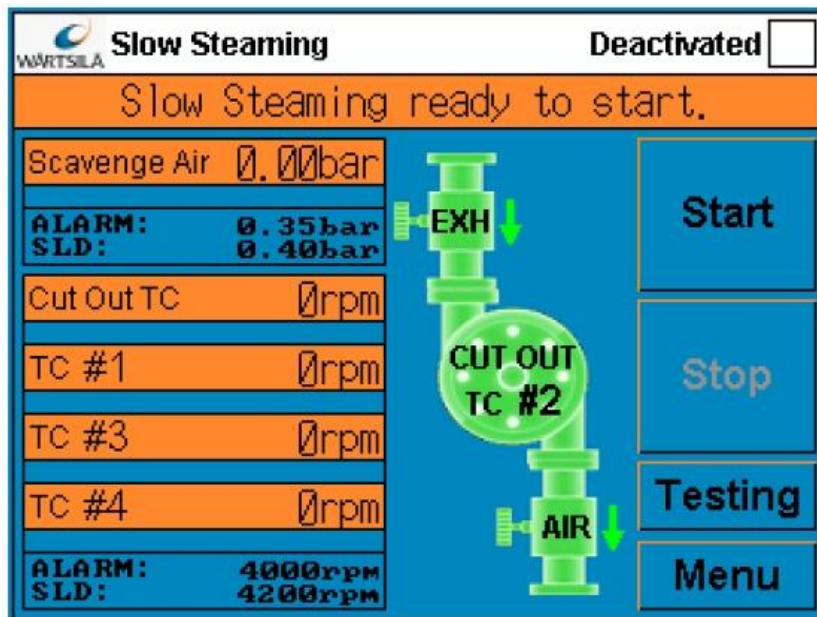 WÄRTSILÄ Slow Steaming Deactivated
Slow Steaming ready to start.
Scavenge Air 0.00bar
ALARM: 0.35bar
SLD: 0.40bar
Cut Out TC 0rpm
TC #1 0rpm
TC #3 0rpm
TC #4 0rpm
ALARM: 4000rpm
SLD: 4200rpm
EXH
CUT OUT
TC #2
AIR
Start
Stop
Testing
Menu